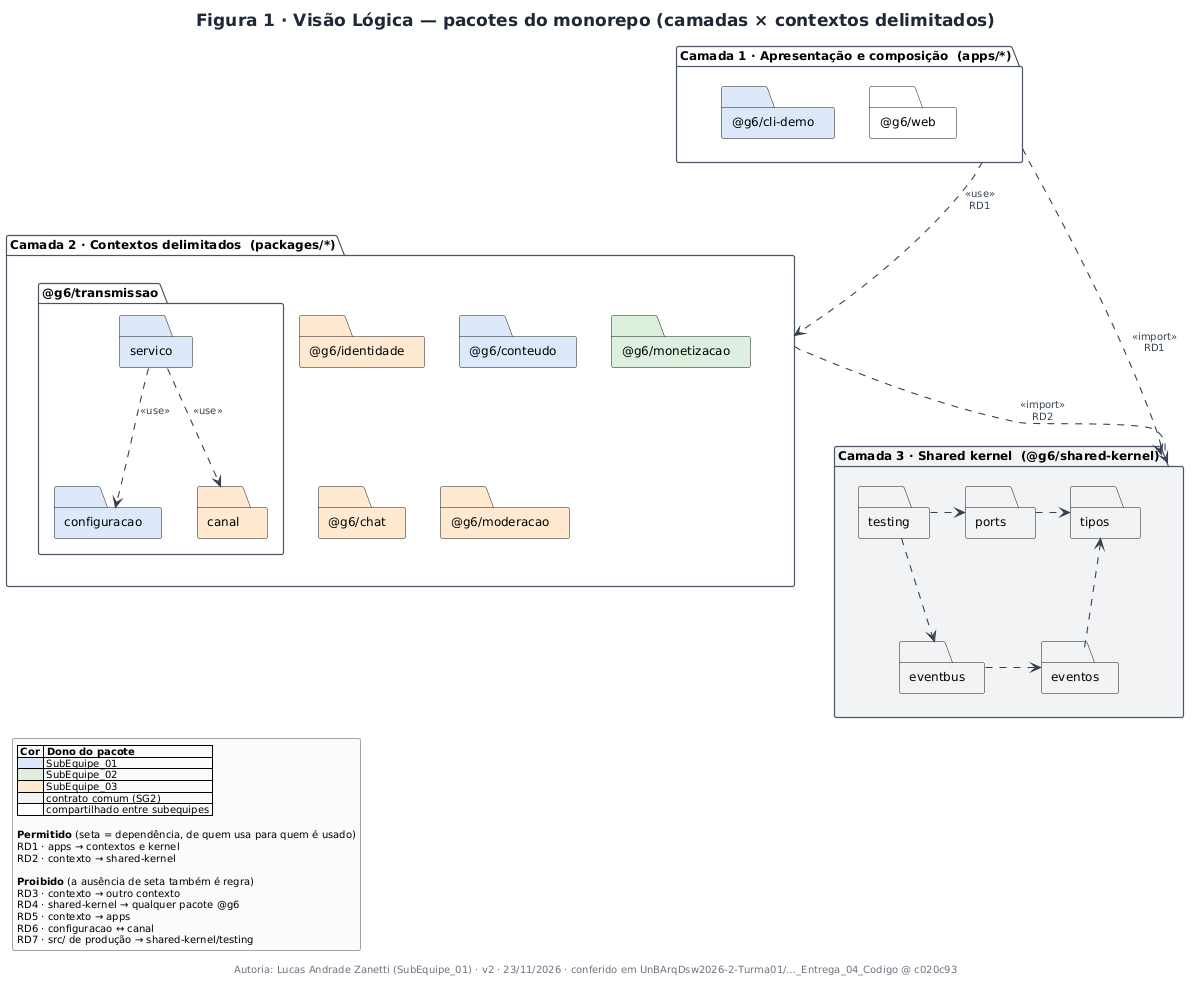 Figura 1 · Visão Lógica — pacotes do monorepo (camadas × contextos delimitados)
Camada 1 · Apresentação e composição  (apps/*)
@g6/cli-demo
@g6/web
«use»
RD1
«import»
RD1
Camada 2 · Contextos delimitados  (packages/*)
@g6/transmissao
servico
@g6/identidade
@g6/conteudo
@g6/monetizacao
«use»
«use»
«import»
RD2
configuracao
canal
@g6/chat
@g6/moderacao
Camada 3 · Shared kernel  (@g6/shared-kernel)
testing
ports
tipos
eventbus
eventos
Cor Dono do pacote
SubEquipe_01
SubEquipe_02
SubEquipe_03
contrato comum (SG2)
compartilhado entre subequipes
Permitido (seta = dependência, de quem usa para quem é usado)
RD1 · apps → contextos e kernel
RD2 · contexto → shared-kernel
Proibido (a ausência de seta também é regra)
RD3 · contexto → outro contexto
RD4 · shared-kernel → qualquer pacote @g6
RD5 · contexto → apps
RD6 · configuracao ↔ canal
RD7 · src/ de produção → shared-kernel/testing
Autoria: Lucas Andrade Zanetti (SubEquipe_01) · v2 · 23/11/2026 · conferido em UnBArqDsw2026-2-Turma01/..._Entrega_04_Codigo @ c020c93